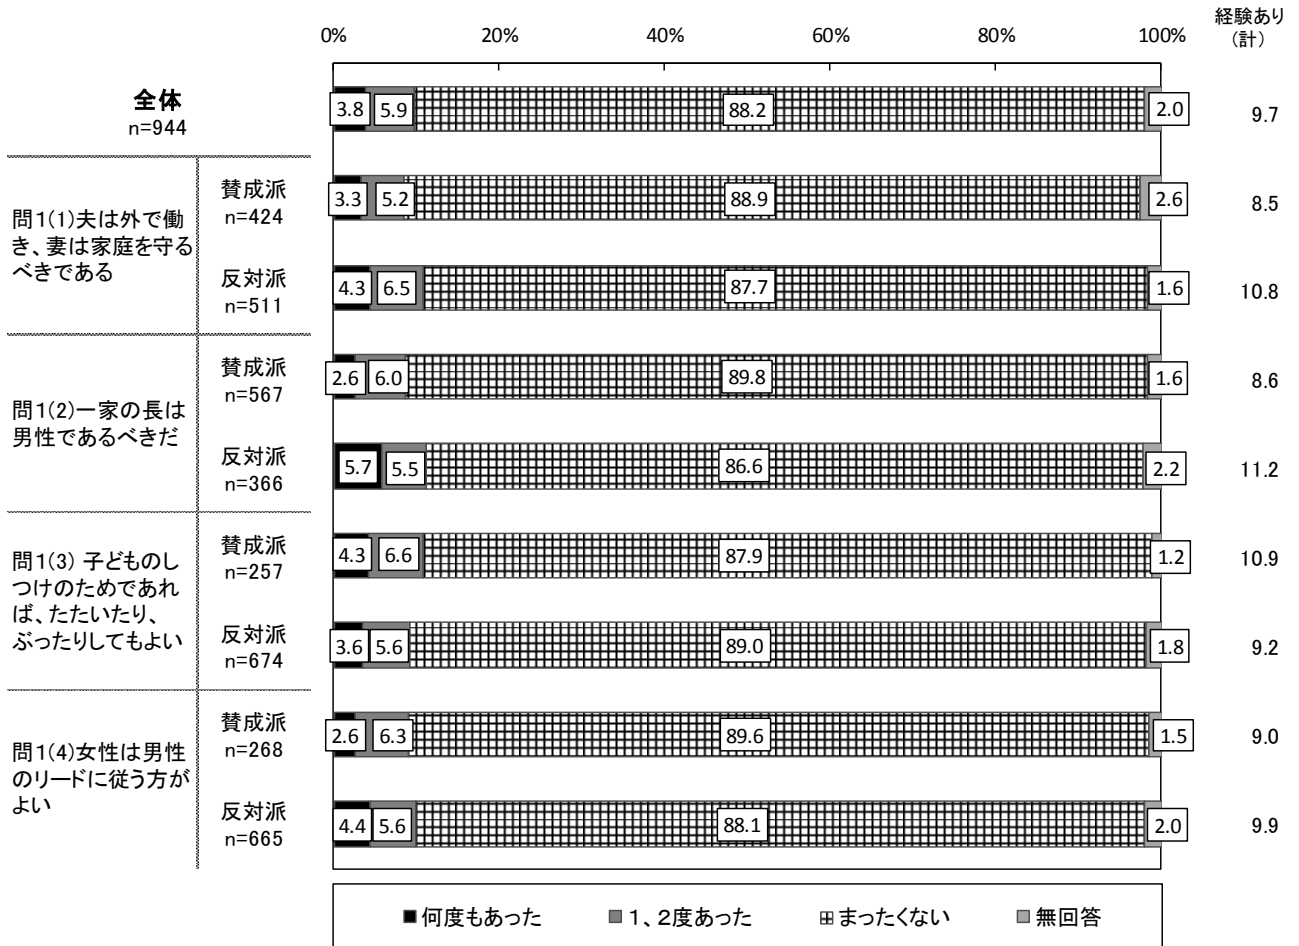 0% 20% 40% 60% 80% 100%
経験あり
(計)
全体
n=944
3.8 5.9 88.2 2.0 9.7
問1(1)夫は外で働
き、妻は家庭を守る
べきである
賛成派
n=424
3.3 5.2 88.9 2.6 8.5
反対派
n=511
4.3 6.5 87.7 1.6 10.8
問1(2)一家の長は
男性であるべきだ
賛成派
n=567
2.6 6.0 89.8 1.6 8.6
反対派
n=366
5.7 5.5 86.6 2.2 11.2
問1(3) 子どものし
つけのためであれ
ば、たたいたり、
ぶったりしてもよい
賛成派
n=257
4.3 6.6 87.9 1.2 10.9
反対派
n=674
3.6 5.6 89.0 1.8 9.2
問1(4)女性は男性
のリードに従う方が
よい
賛成派
n=268
2.6 6.3 89.6 1.5 9.0
反対派
n=665
4.4 5.6 88.1 2.0 9.9
何度もあった 1、2度あった まったくない 無回答